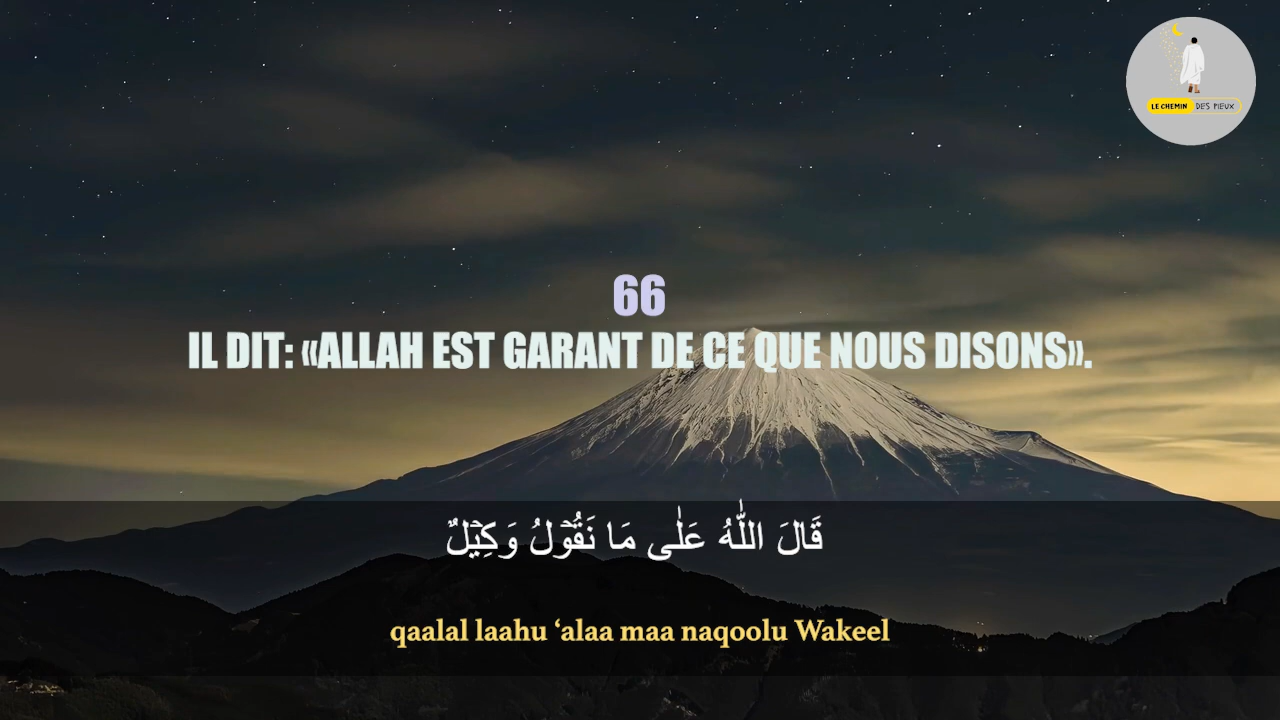 LE CHEMIN DES PIEUX
66
IL DIT: «ALLAH EST GARANT DE CE QUE NOUS DISONS».
قَالَ اللّٰهُ عَلٰى مَا نَقُوۡلُ وَكِيۡلٌ
qaalal laahu ‘alaa maa naqoolu Wakeel